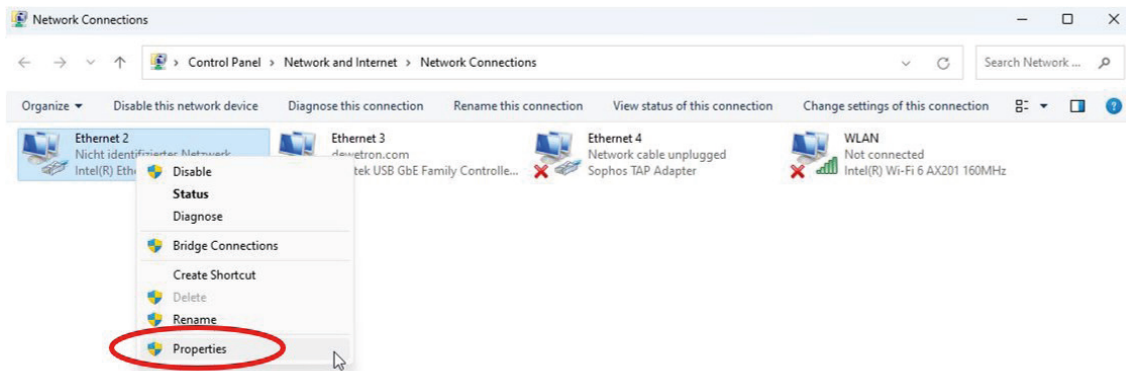 Network Connections
Control Panel > Network and Internet > Network Connections
Search Network ...
Organize Disable this network device Diagnose this connection Rename this connection View status of this connection Change settings of this connection
Ethernet 2
Nicht identifiziertes Netzwerk
Intel(R) Eth
Ethernet 3
dewetron.com
tek USB GbE Family Controlle...
Ethernet 4
Network cable unplugged
Sophos TAP Adapter
WLAN
Not connected
Intel(R) Wi-Fi 6 AX201 160MHz
Disable
Status
Diagnose
Bridge Connections
Create Shortcut
Delete
Rename
Properties